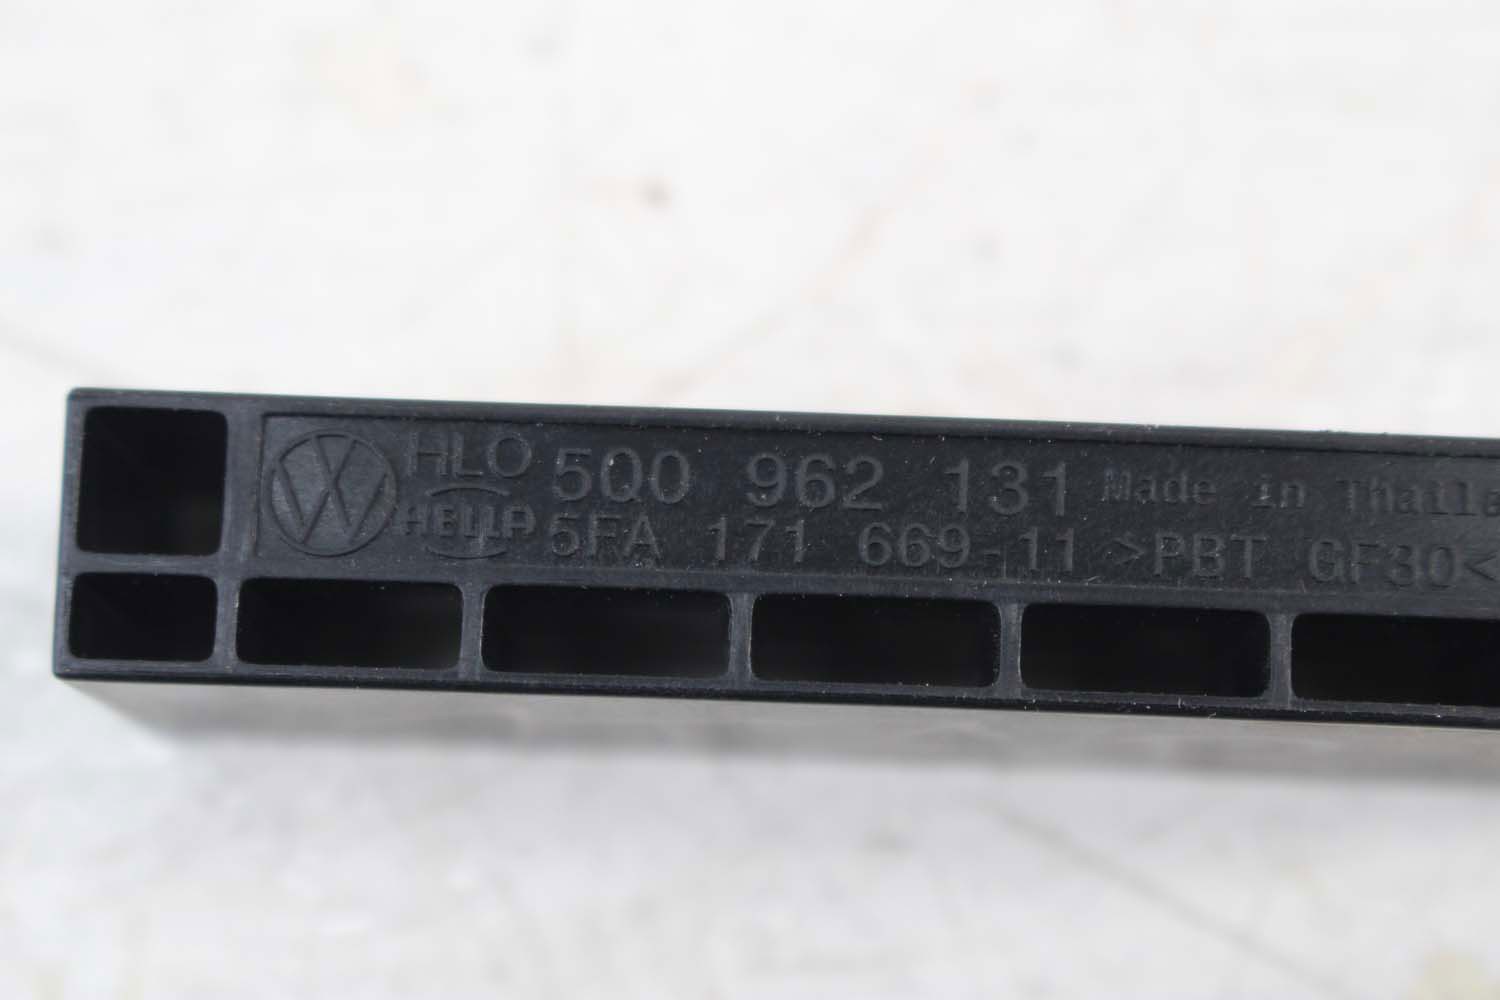 HLO 5Q0 962 131 Made in Thaila
HELLA 5FA 171 669-11 >PBT GF30<